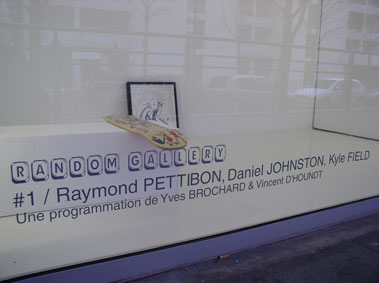 RANDOM GALLERY
#1 / Raymond PETTIBON, Daniel JOHNSTON, Kyle FIELD
Une programmation de Yves BROCHARD & Vincent D'HOUNDT